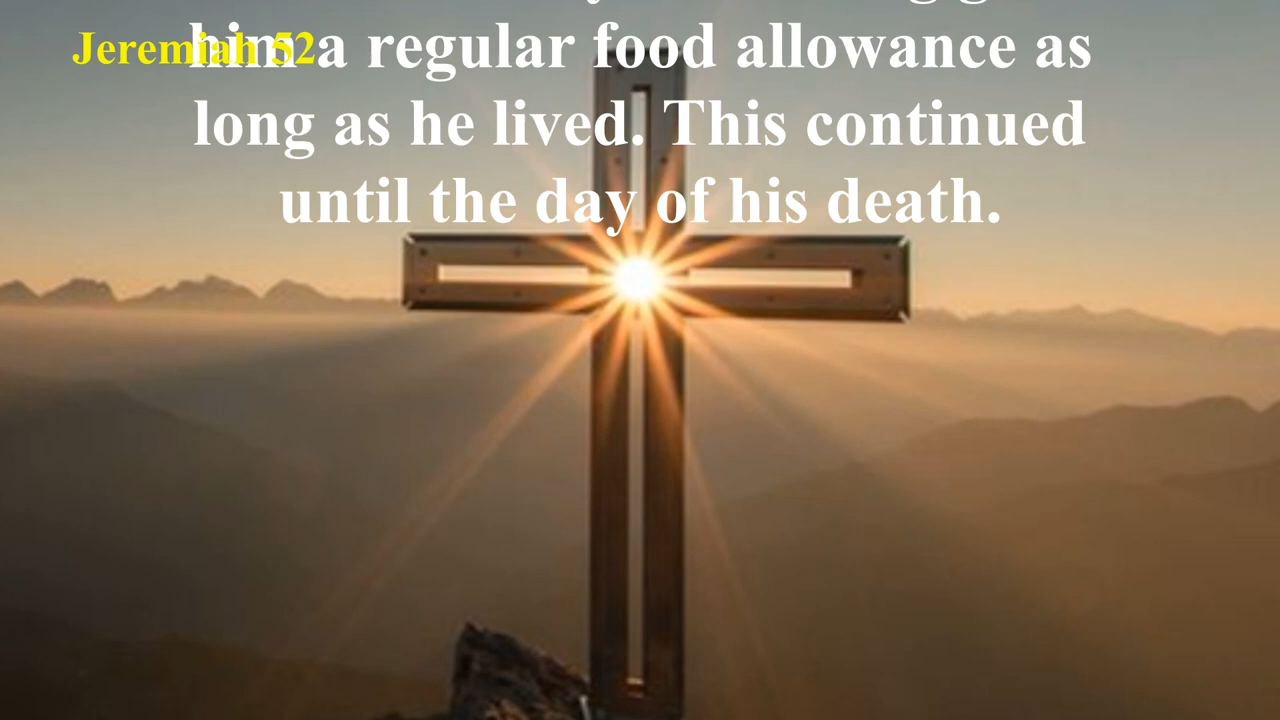 Jeremiah 52
him a regular food allowance as
long as he lived. This continued
until the day of his death.